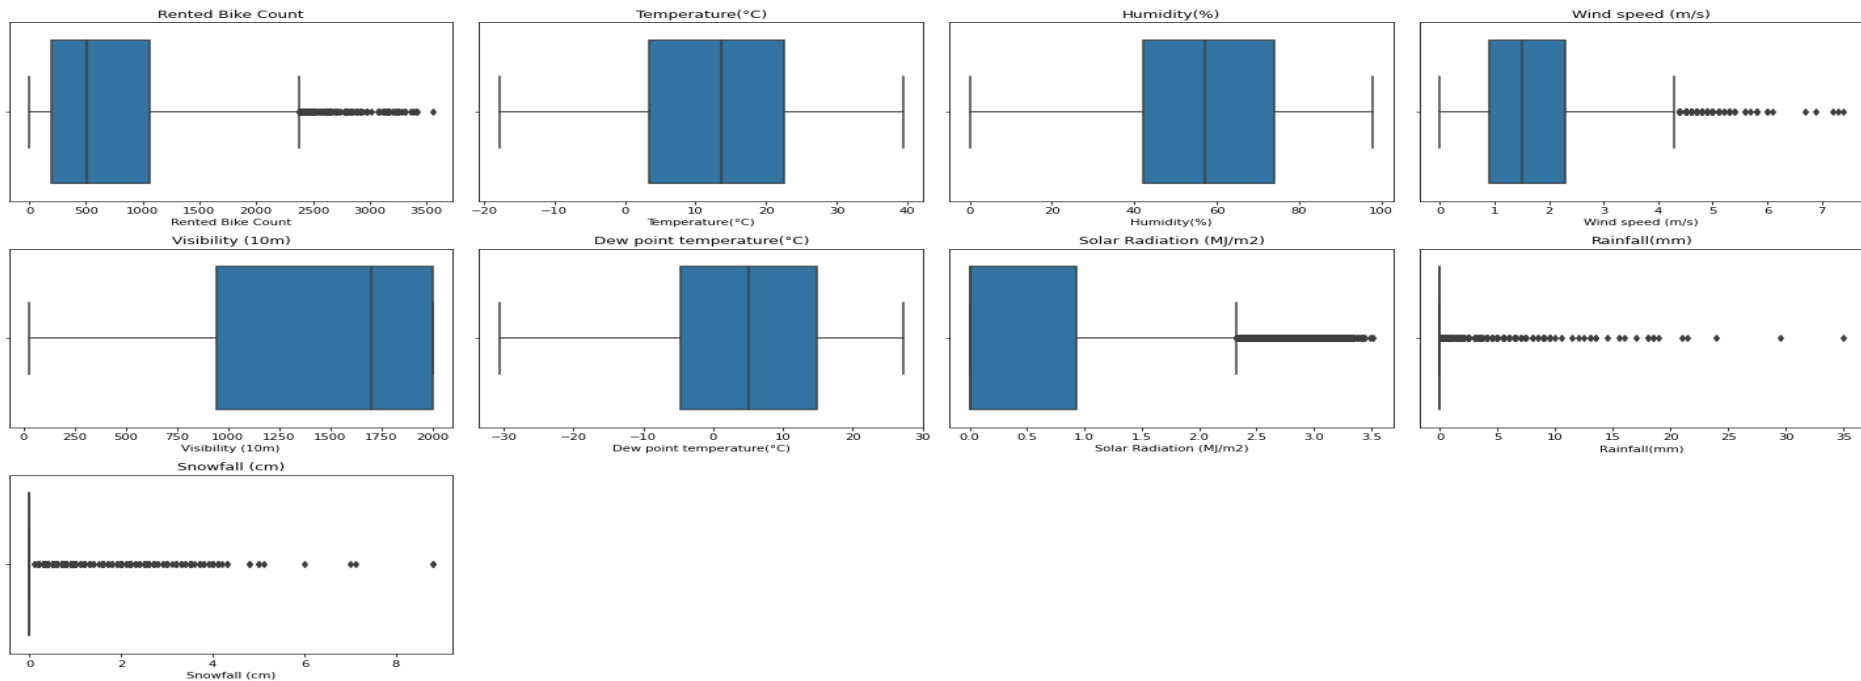 Rented Bike Count Temperature(°C) Humidity(%) Wind speed (m/s)
0 500 1000 1500 2000 2500 3000 3500 −20 −10 0 10 20 30 40 0 20 40 60 80 100 0 1 2 3 4 5 6 7
Rented Bike Count Temperature(°C) Humidity(%) Wind speed (m/s)
Visibility (10m) Dew point temperature(°C) Solar Radiation (MJ/m2) Rainfall(mm)
0 250 500 750 1000 1250 1500 1750 2000 −30 −20 −10 0 10 20 30 0.0 0.5 1.0 1.5 2.0 2.5 3.0 3.5 0 5 10 15 20 25 30 35
Visibility (10m) Dew point temperature(°C) Solar Radiation (MJ/m2) Rainfall(mm)
Snowfall (cm)
0 2 4 6 8
Snowfall (cm)